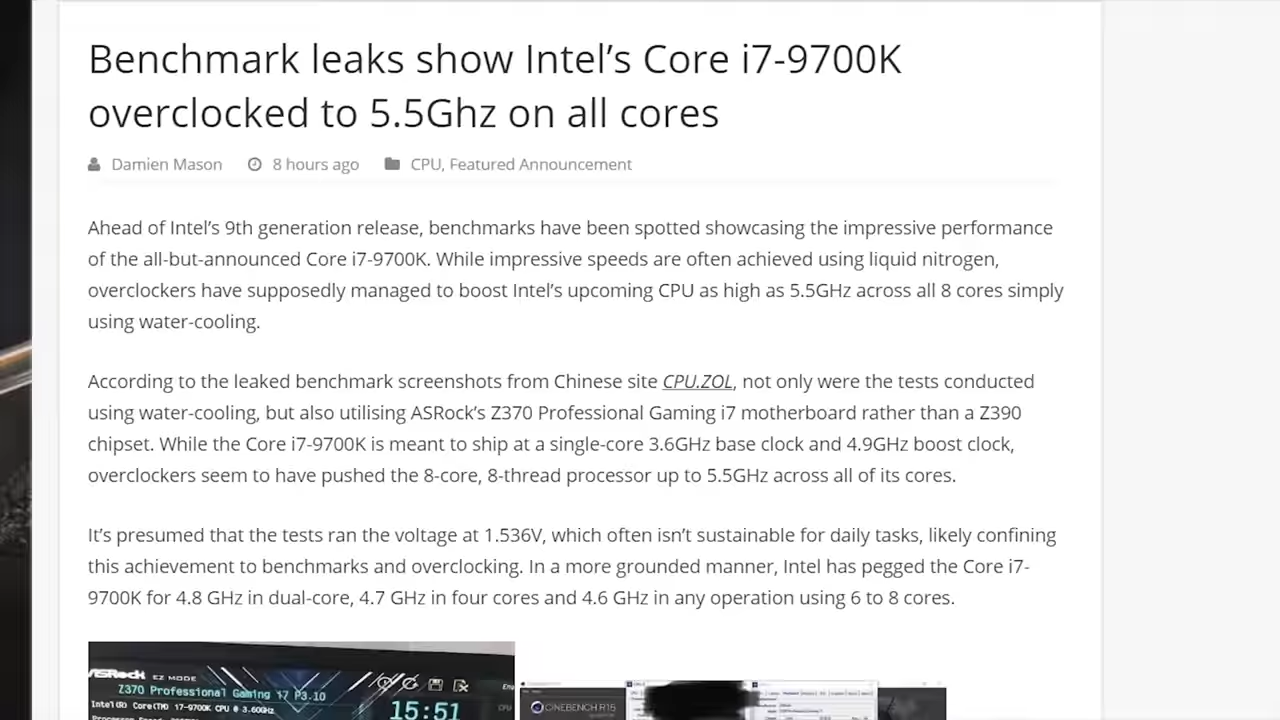 Benchmark leaks show Intel’s Core i7-9700K
overclocked to 5.5Ghz on all cores
Damien Mason 8 hours ago CPU, Featured Announcement
Ahead of Intel’s 9th generation release, benchmarks have been spotted showcasing the impressive performance
of the all-but-announced Core i7-9700K. While impressive speeds are often achieved using liquid nitrogen,
overclockers have supposedly managed to boost Intel’s upcoming CPU as high as 5.5GHz across all 8 cores simply
using water-cooling.
According to the leaked benchmark screenshots from Chinese site CPU.ZOL, not only were the tests conducted
using water-cooling, but also utilising ASRock’s Z370 Professional Gaming i7 motherboard rather than a Z390
chipset. While the Core i7-9700K is meant to ship at a single-core 3.6GHz base clock and 4.9GHz boost clock,
overclockers seem to have pushed the 8-core, 8-thread processor up to 5.5GHz across all of its cores.
It’s presumed that the tests ran the voltage at 1.536V, which often isn’t sustainable for daily tasks, likely confining
this achievement to benchmarks and overclocking. In a more grounded manner, Intel has pegged the Core i7-
9700K for 4.8 GHz in dual-core, 4.7 GHz in four cores and 4.6 GHz in any operation using 6 to 8 cores.
ASRock EZ MODE
Z370 Professional Gaming i7 P3.10
Intel(R) Core(TM) i7-9700K CPU @ 3.60GHz
15:51
CINEBENCH R15